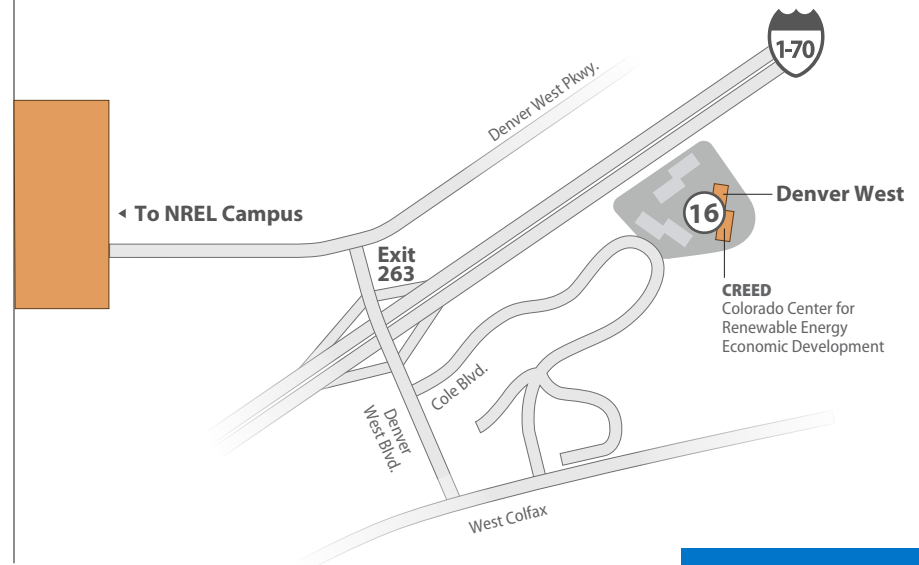 1-70
Denver West Pkwy.
To NREL Campus
Denver West
16
Exit
263
CREED
Colorado Center for
Renewable Energy
Economic Development
Cole Blvd.
Denver
West Blvd.
West Colfax